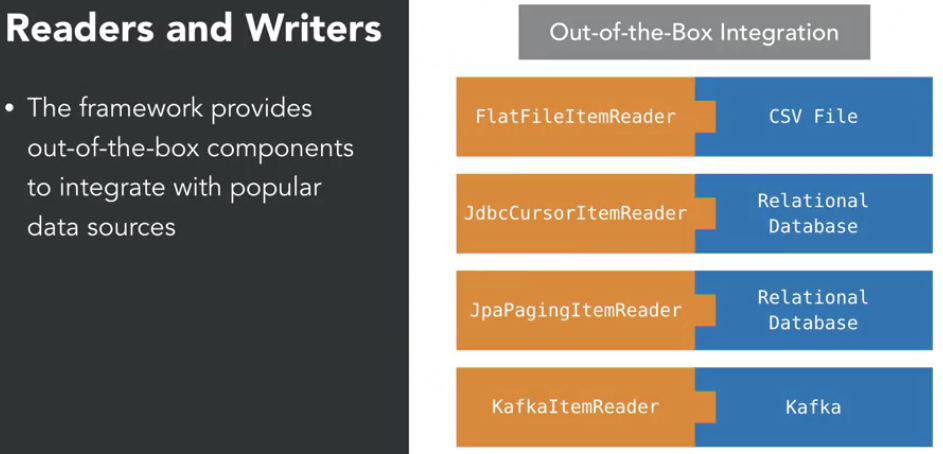 Readers and Writers
• The framework provides
out-of-the-box components
to integrate with popular
data sources
Out-of-the-Box Integration
FlatFileItemReader
CSV File
JdbcCursorItemReader
Relational
Database
JpaPagingItemReader
Relational
Database
KafkaItemReader
Kafka